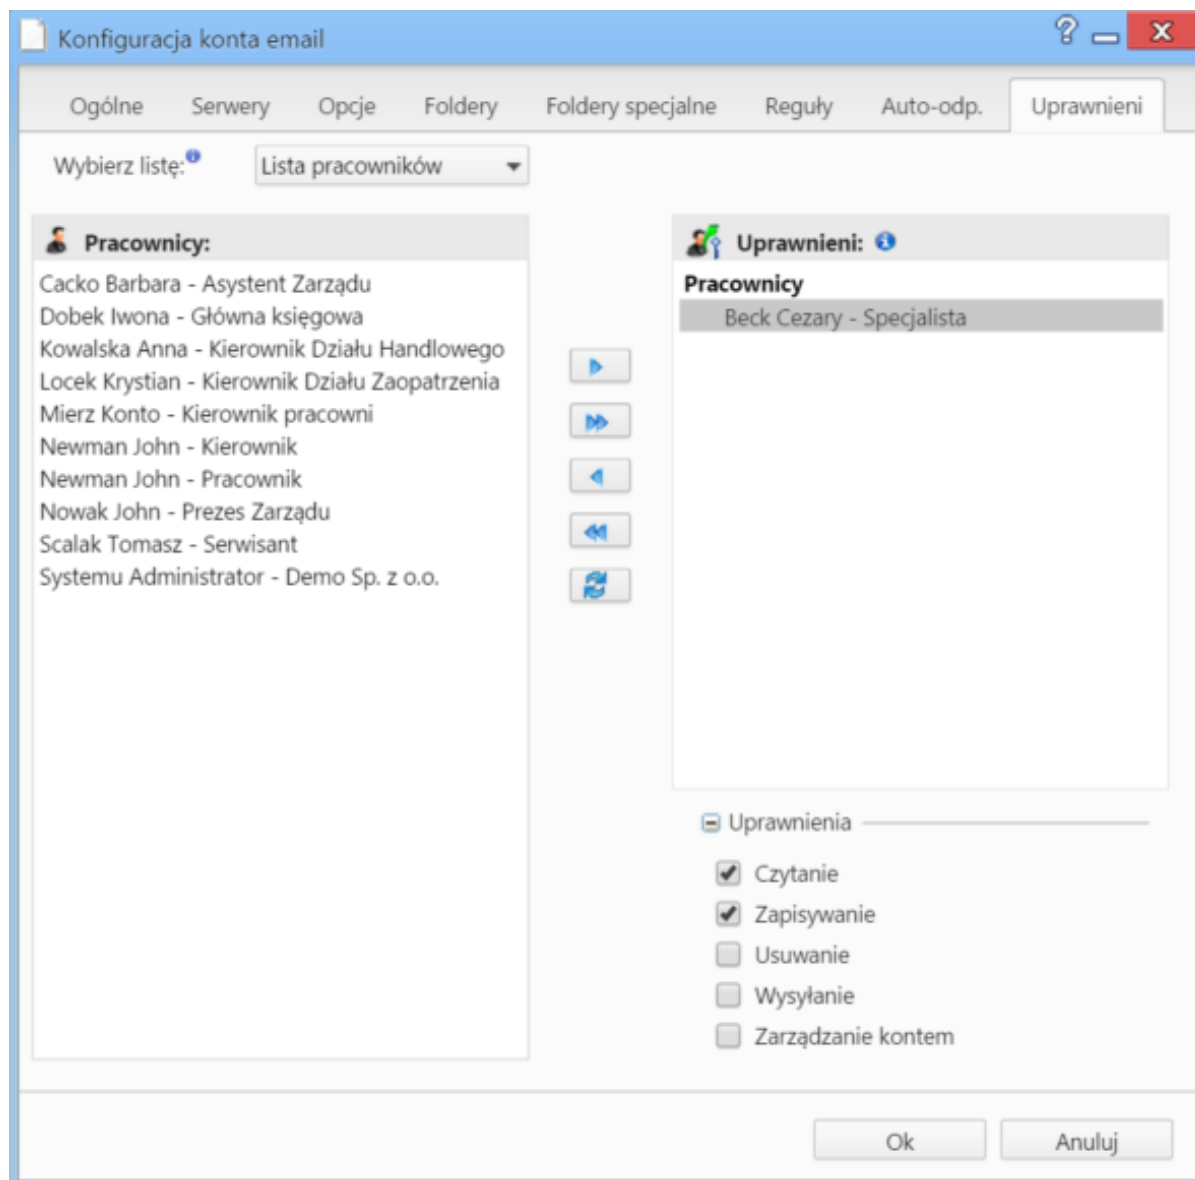 Konfiguracja konta email
Ogólne Serwery Opcje Foldery Foldery specjalne Reguły Auto-odp. Uprawnieni
Wybierz listę: Lista pracowników
Pracownicy:
Cacko Barbara - Asystent Zarządu
Dobek Iwona - Główna księgowa
Kowalska Anna - Kierownik Działu Handlowego
Locek Krystian - Kierownik Działu Zaopatrzenia
Mierz Konto - Kierownik pracowni
Newman John - Kierownik
Newman John - Pracownik
Nowak John - Prezes Zarządu
Scalak Tomasz - Serwisant
Systemu Administrator - Demo Sp. z o.o.
Uprawnieni:
Pracownicy
Beck Cezary - Specjalista
Uprawnienia
Czytanie
Zapisywanie
Usuwanie
Wysyłanie
Zarządzanie kontem
Ok Anuluj